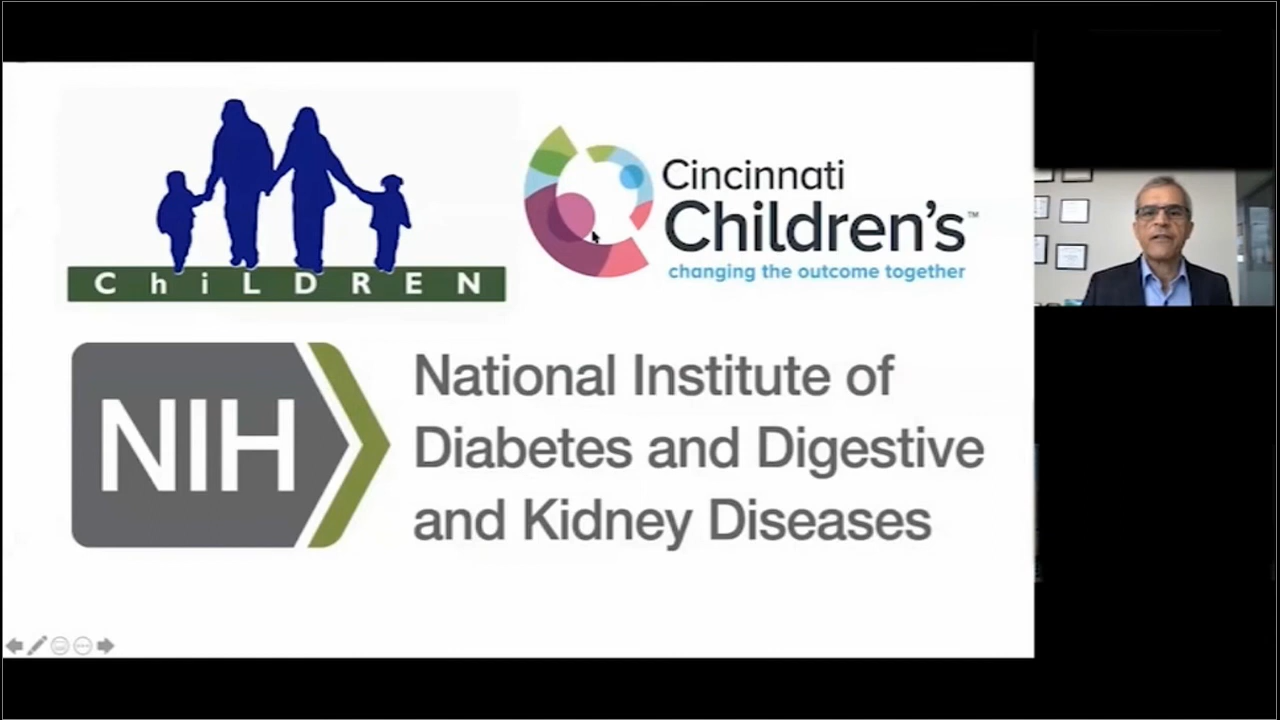 ChiLDREN
Cincinnati
Children's™
changing the outcome together
NIH
National Institute of
Diabetes and Digestive
and Kidney Diseases